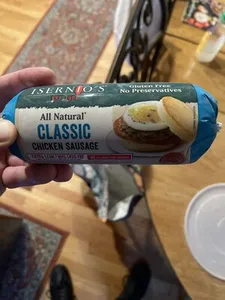 ISERNIO'S
Gluten Free
No Preservatives
All Natural*
CLASSIC
CHICKEN SAUSAGE